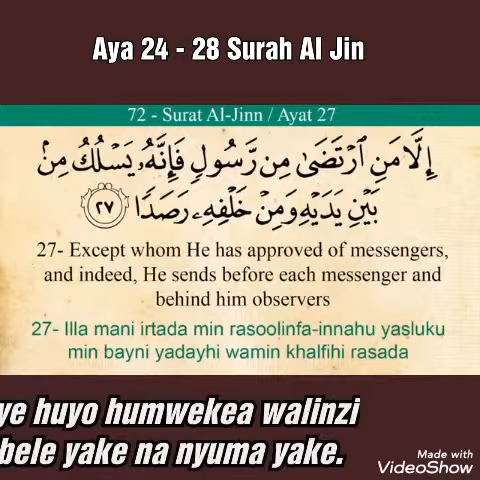 Aya 24 - 28 Surah Al Jin
72 - Surat Al-Jinn / Ayat 27
إِلَّا مَنِ ٱرْتَضَىٰ مِن رَّسُولٍ فَإِنَّهُۥ يَسْلُكُ مِنۢ
بَيْنِ يَدَيْهِ وَمِنْ خَلْفِهِۦ رَصَدًا ٢٧
27- Except whom He has approved of messengers,
and indeed, He sends before each messenger and
behind him observers
27- Illa mani irtada min rasoolinfa-innahu yasluku
min bayni yadayhi wamin khalfihi rasada
ye huyo humwekea walinzi
bele yake na nyuma yake.
Made with
VideoShow